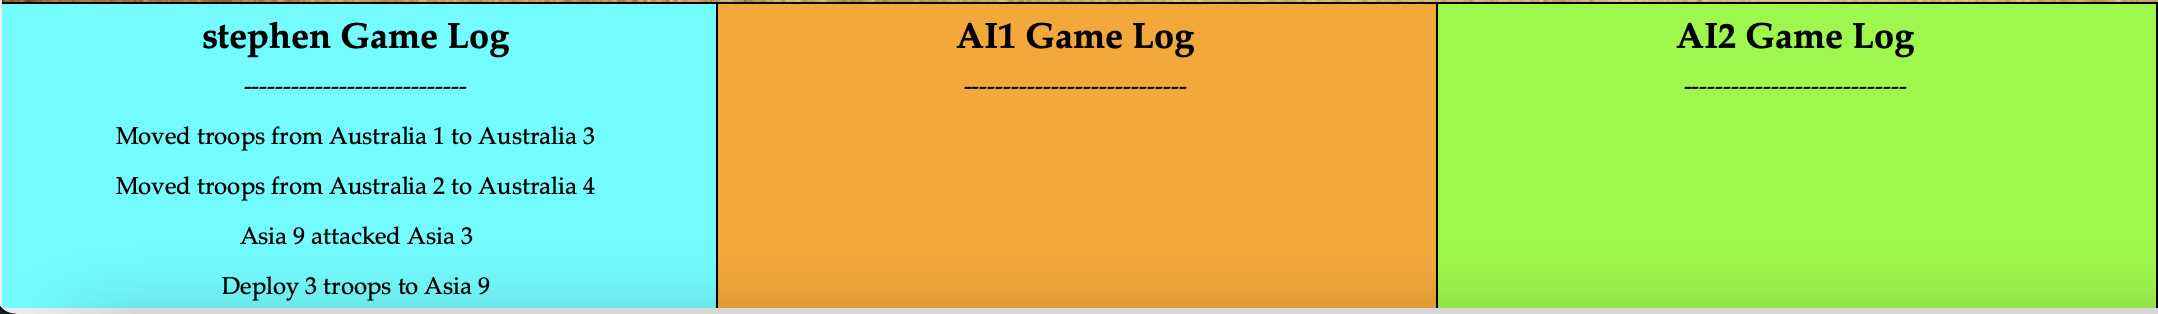 stephen Game Log
----------------------------
Moved troops from Australia 1 to Australia 3
Moved troops from Australia 2 to Australia 4
Asia 9 attacked Asia 3
Deploy 3 troops to Asia 9
AI1 Game Log
----------------------------
AI2 Game Log
----------------------------